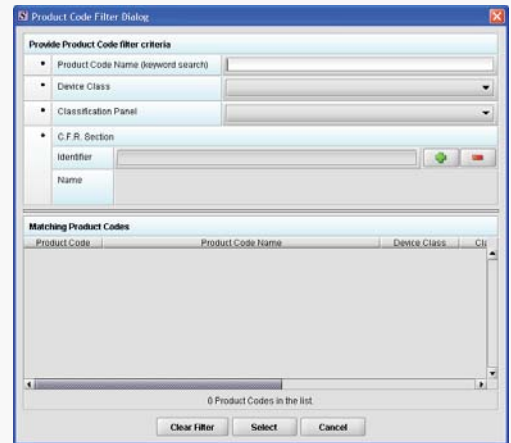 Product Code Filter Dialog
Provide Product Code filter criteria
• Product Code Name (keyword search)
• Device Class
• Classification Panel
• C.F.R. Section
Identifier
Name
Matching Product Codes
Product Code Product Code Name Device Class Cla
0 Product Codes in the list.
Clear Filter Select Cancel